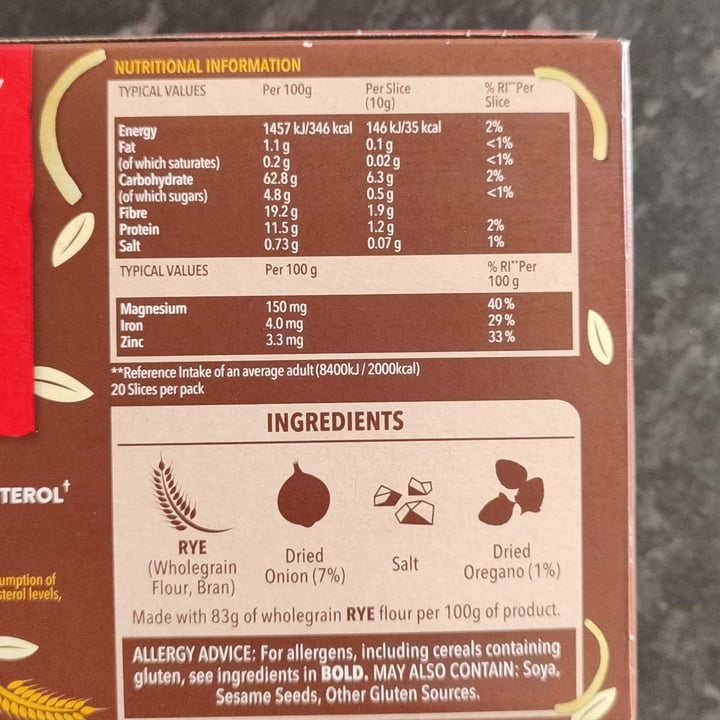 NUTRITIONAL INFORMATION
TYPICAL VALUES Per 100g Per Slice (10g) % RI**Per Slice
Energy 1457 kJ/346 kcal 146 kJ/35 kcal 2%
Fat 1.1 g 0.1 g <1%
(of which saturates) 0.2 g 0.02 g <1%
Carbohydrate 62.8 g 6.3 g 2%
(of which sugars) 4.8 g 0.5 g <1%
Fibre 19.2 g 1.9 g
Protein 11.5 g 1.2 g 2%
Salt 0.73 g 0.07 g 1%
TYPICAL VALUES Per 100 g % RI**Per 100 g
Magnesium 150 mg 40 %
Iron 4.0 mg 29 %
Zinc 3.3 mg 33 %
**Reference Intake of an average adult (8400kJ / 2000kcal)
20 Slices per pack
INGREDIENTS
RYE
(Wholegrain
Flour, Bran)
Dried
Onion (7%)
Salt
Dried
Oregano (1%)
Made with 83g of wholegrain RYE flour per 100g of product.
ALLERGY ADVICE: For allergens, including cereals containing
gluten, see ingredients in BOLD. MAY ALSO CONTAIN: Soya,
Sesame Seeds, Other Gluten Sources.
TEROL†
umption of
sterol levels,